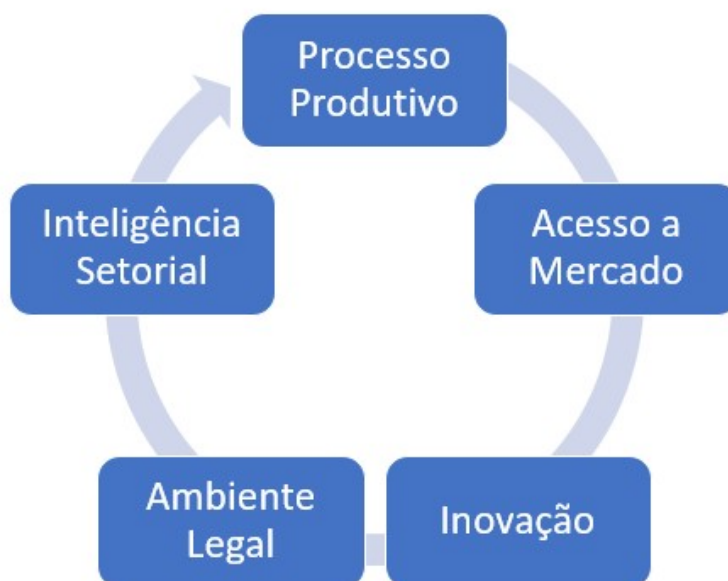 Processo
Produtivo
Acesso a
Mercado
Inovação
Ambiente
Legal
Inteligência
Setorial